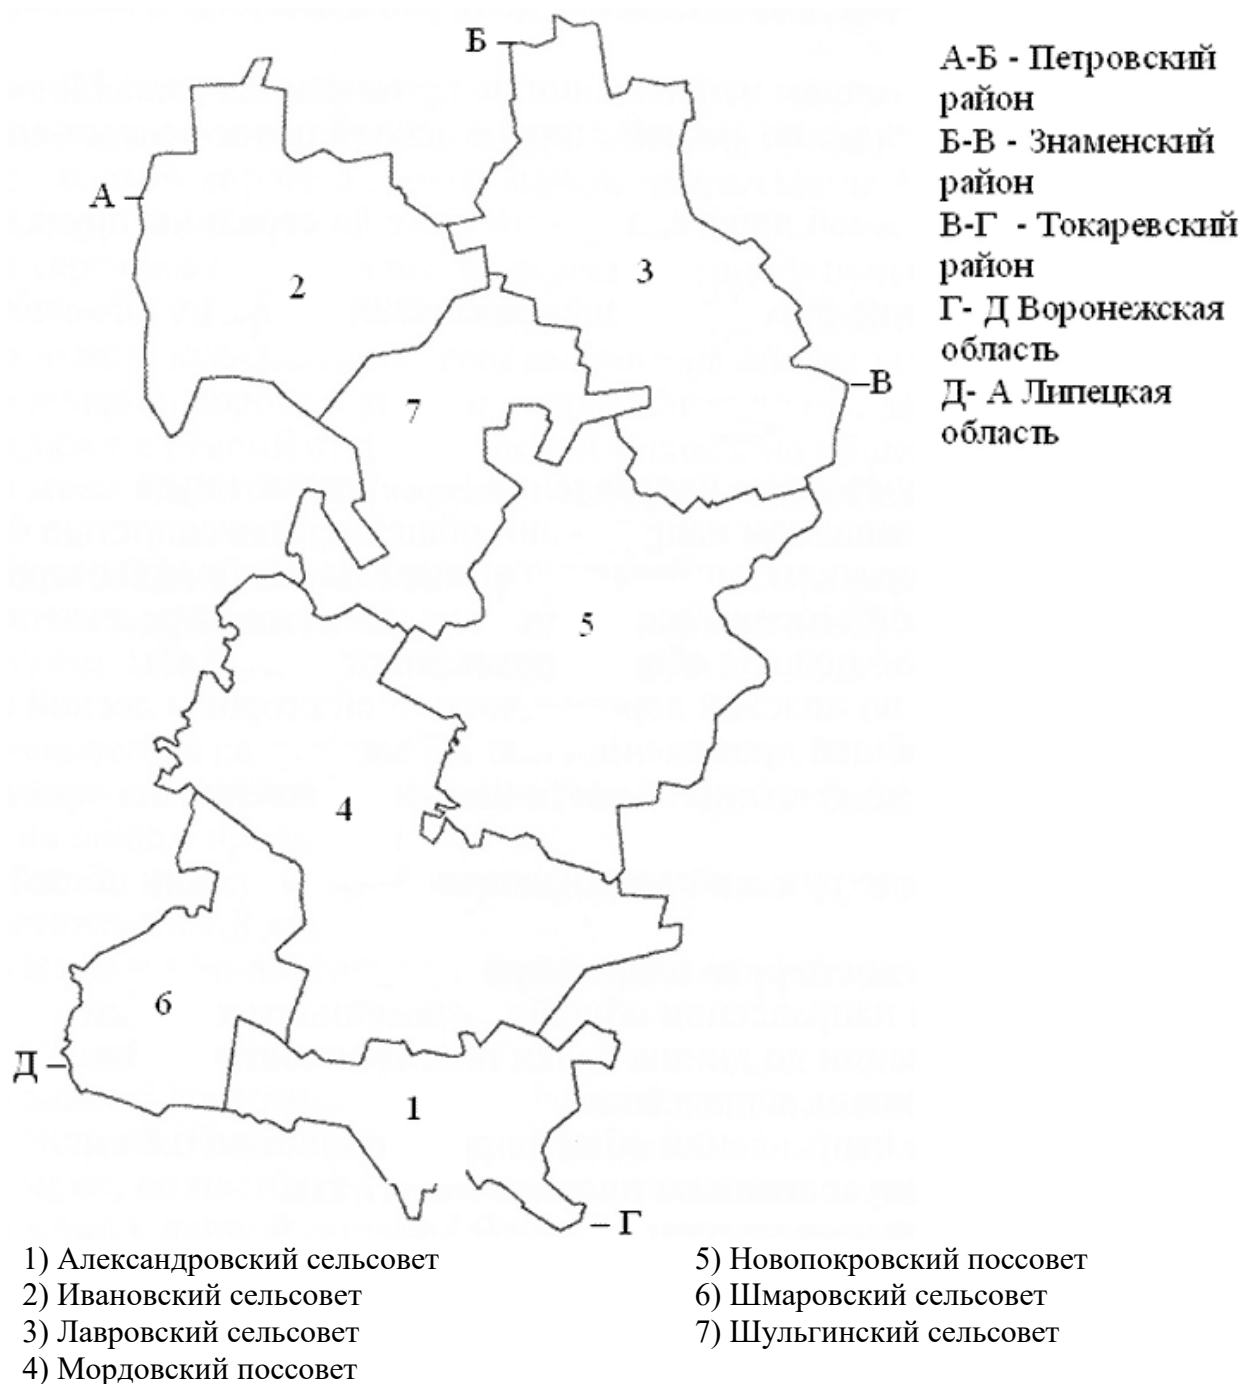 Б
А
2
3
В
7
5
4
6
Д
1
Г
А-Б - Петровский
район
Б-В - Знаменский
район
В-Г - Токаревский
район
Г- Д Воронежская
область
Д- А Липецкая
область
1) Александровский сельсовет
2) Ивановский сельсовет
3) Лавровский сельсовет
4) Мордовский поссовет
5) Новопокровский поссовет
6) Шмаровский сельсовет
7) Шульгинский сельсовет